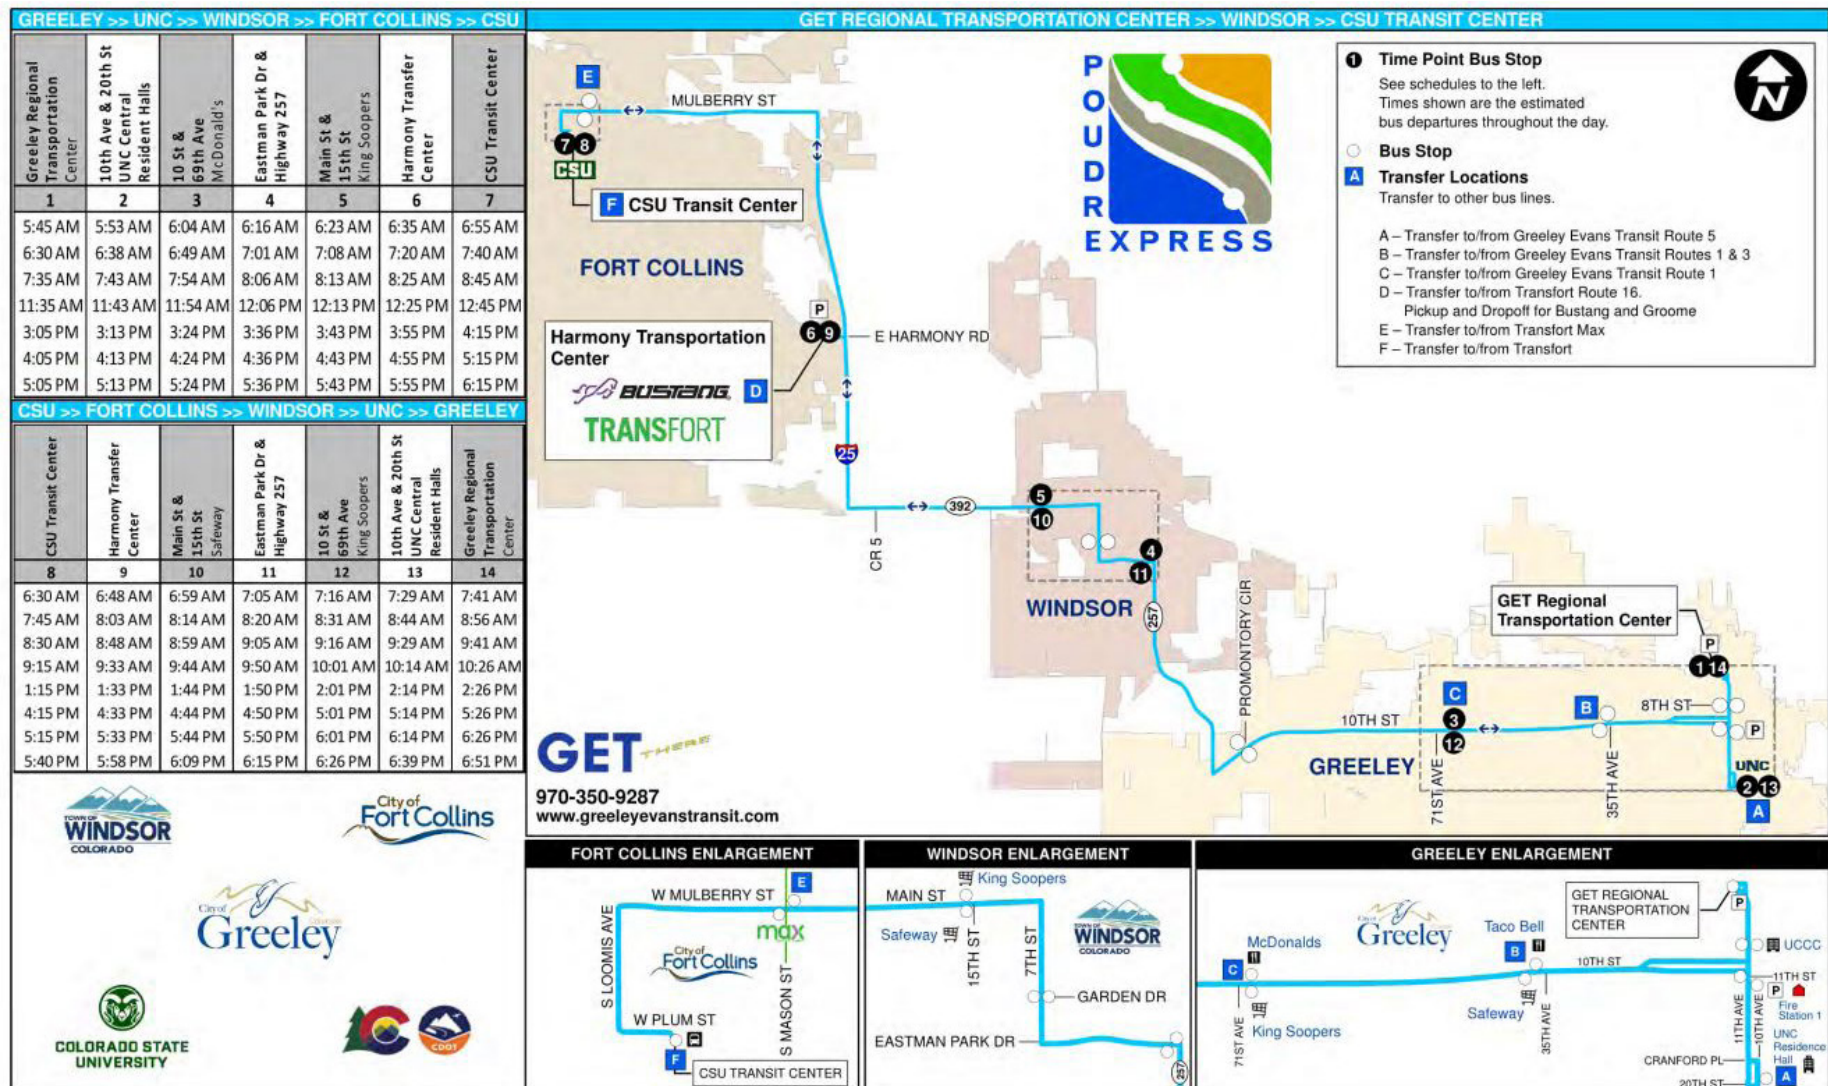 GREELEY >> UNC >> WINDSOR >> FORT COLLINS >> CSU
Greeley Regional
Transportation
Center
10th Ave & 20th St
UNC Central
Resident Halls
10 St &
69th Ave
McDonald's
Eastman Park Dr &
Highway 257
Main St &
15th St
King Soopers
Harmony Transfer
Center
CSU Transit Center
1 2 3 4 5 6 7
5:45 AM 5:53 AM 6:04 AM 6:16 AM 6:23 AM 6:35 AM 6:55 AM
6:30 AM 6:38 AM 6:49 AM 7:01 AM 7:08 AM 7:20 AM 7:40 AM
7:35 AM 7:43 AM 7:54 AM 8:06 AM 8:13 AM 8:25 AM 8:45 AM
11:35 AM 11:43 AM 11:54 AM 12:06 PM 12:13 PM 12:25 PM 12:45 PM
3:05 PM 3:13 PM 3:24 PM 3:36 PM 3:43 PM 3:55 PM 4:15 PM
4:05 PM 4:13 PM 4:24 PM 4:36 PM 4:43 PM 4:55 PM 5:15 PM
5:05 PM 5:13 PM 5:24 PM 5:36 PM 5:43 PM 5:55 PM 6:15 PM
CSU >> FORT COLLINS >> WINDSOR >> UNC >> GREELEY
CSU Transit Center
Harmony Transfer
Center
Main St &
15th St
Safeway
Eastman Park Dr &
Highway 257
10 St &
69th Ave
King Soopers
10th Ave & 20th St
UNC Central
Resident Halls
Greeley Regional
Transportation
Center
8 9 10 11 12 13 14
6:30 AM 6:48 AM 6:59 AM 7:05 AM 7:16 AM 7:29 AM 7:41 AM
7:45 AM 8:03 AM 8:14 AM 8:20 AM 8:31 AM 8:44 AM 8:56 AM
8:30 AM 8:48 AM 8:59 AM 9:05 AM 9:16 AM 9:29 AM 9:41 AM
9:15 AM 9:33 AM 9:44 AM 9:50 AM 10:01 AM 10:14 AM 10:26 AM
1:15 PM 1:33 PM 1:44 PM 1:50 PM 2:01 PM 2:14 PM 2:26 PM
4:15 PM 4:33 PM 4:44 PM 4:50 PM 5:01 PM 5:14 PM 5:26 PM
5:15 PM 5:33 PM 5:44 PM 5:50 PM 6:01 PM 6:14 PM 6:26 PM
5:40 PM 5:58 PM 6:09 PM 6:15 PM 6:26 PM 6:39 PM 6:51 PM
TOWN OF
WINDSOR
COLORADO
City of
Fort Collins
City of
Greeley
COLORADO STATE
UNIVERSITY
CDOT
GET REGIONAL TRANSPORTATION CENTER >> WINDSOR >> CSU TRANSIT CENTER
E
MULBERRY ST
7 8
CSU
F CSU Transit Center
FORT COLLINS
P
6 9
E HARMONY RD
Harmony Transportation
Center
BUSTANG
D
TRANSFORT
25
392
CR 5
5
10
4
11
WINDSOR
257
PROMONTORY CIR
POUDRE
EXPRESS
1 Time Point Bus Stop
See schedules to the left.
Times shown are the estimated
bus departures throughout the day.
Bus Stop
A Transfer Locations
Transfer to other bus lines.
A – Transfer to/from Greeley Evans Transit Route 5
B – Transfer to/from Greeley Evans Transit Routes 1 & 3
C – Transfer to/from Greeley Evans Transit Route 1
D – Transfer to/from Transfort Route 16.
Pickup and Dropoff for Bustang and Groome
E – Transfer to/from Transfort Max
F – Transfer to/from Transfort
N
GET Regional
Transportation Center
P
1 14
C
3
12
B
10TH ST
8TH ST
P
71ST AVE
35TH AVE
GREELEY
UNC
2 13
A
GET THERE
970-350-9287
www.greeleyevanstransit.com
FORT COLLINS ENLARGEMENT
W MULBERRY ST
E
max
S LOOMIS AVE
City of
Fort Collins
S MASON ST
W PLUM ST
F
CSU TRANSIT CENTER
WINDSOR ENLARGEMENT
King Soopers
MAIN ST
Safeway
15TH ST
7TH ST
TOWN OF
WINDSOR
COLORADO
GARDEN DR
EASTMAN PARK DR
257
GREELEY ENLARGEMENT
GET REGIONAL
TRANSPORTATION
CENTER
P
City of
Greeley
McDonalds
C
Taco Bell
B
10TH ST
UCCC
11TH ST
P
Fire
Station 1
71ST AVE
King Soopers
Safeway
35TH AVE
11TH AVE
10TH AVE
UNC
Residence
Hall
CRANFORD PL
A
20TH ST